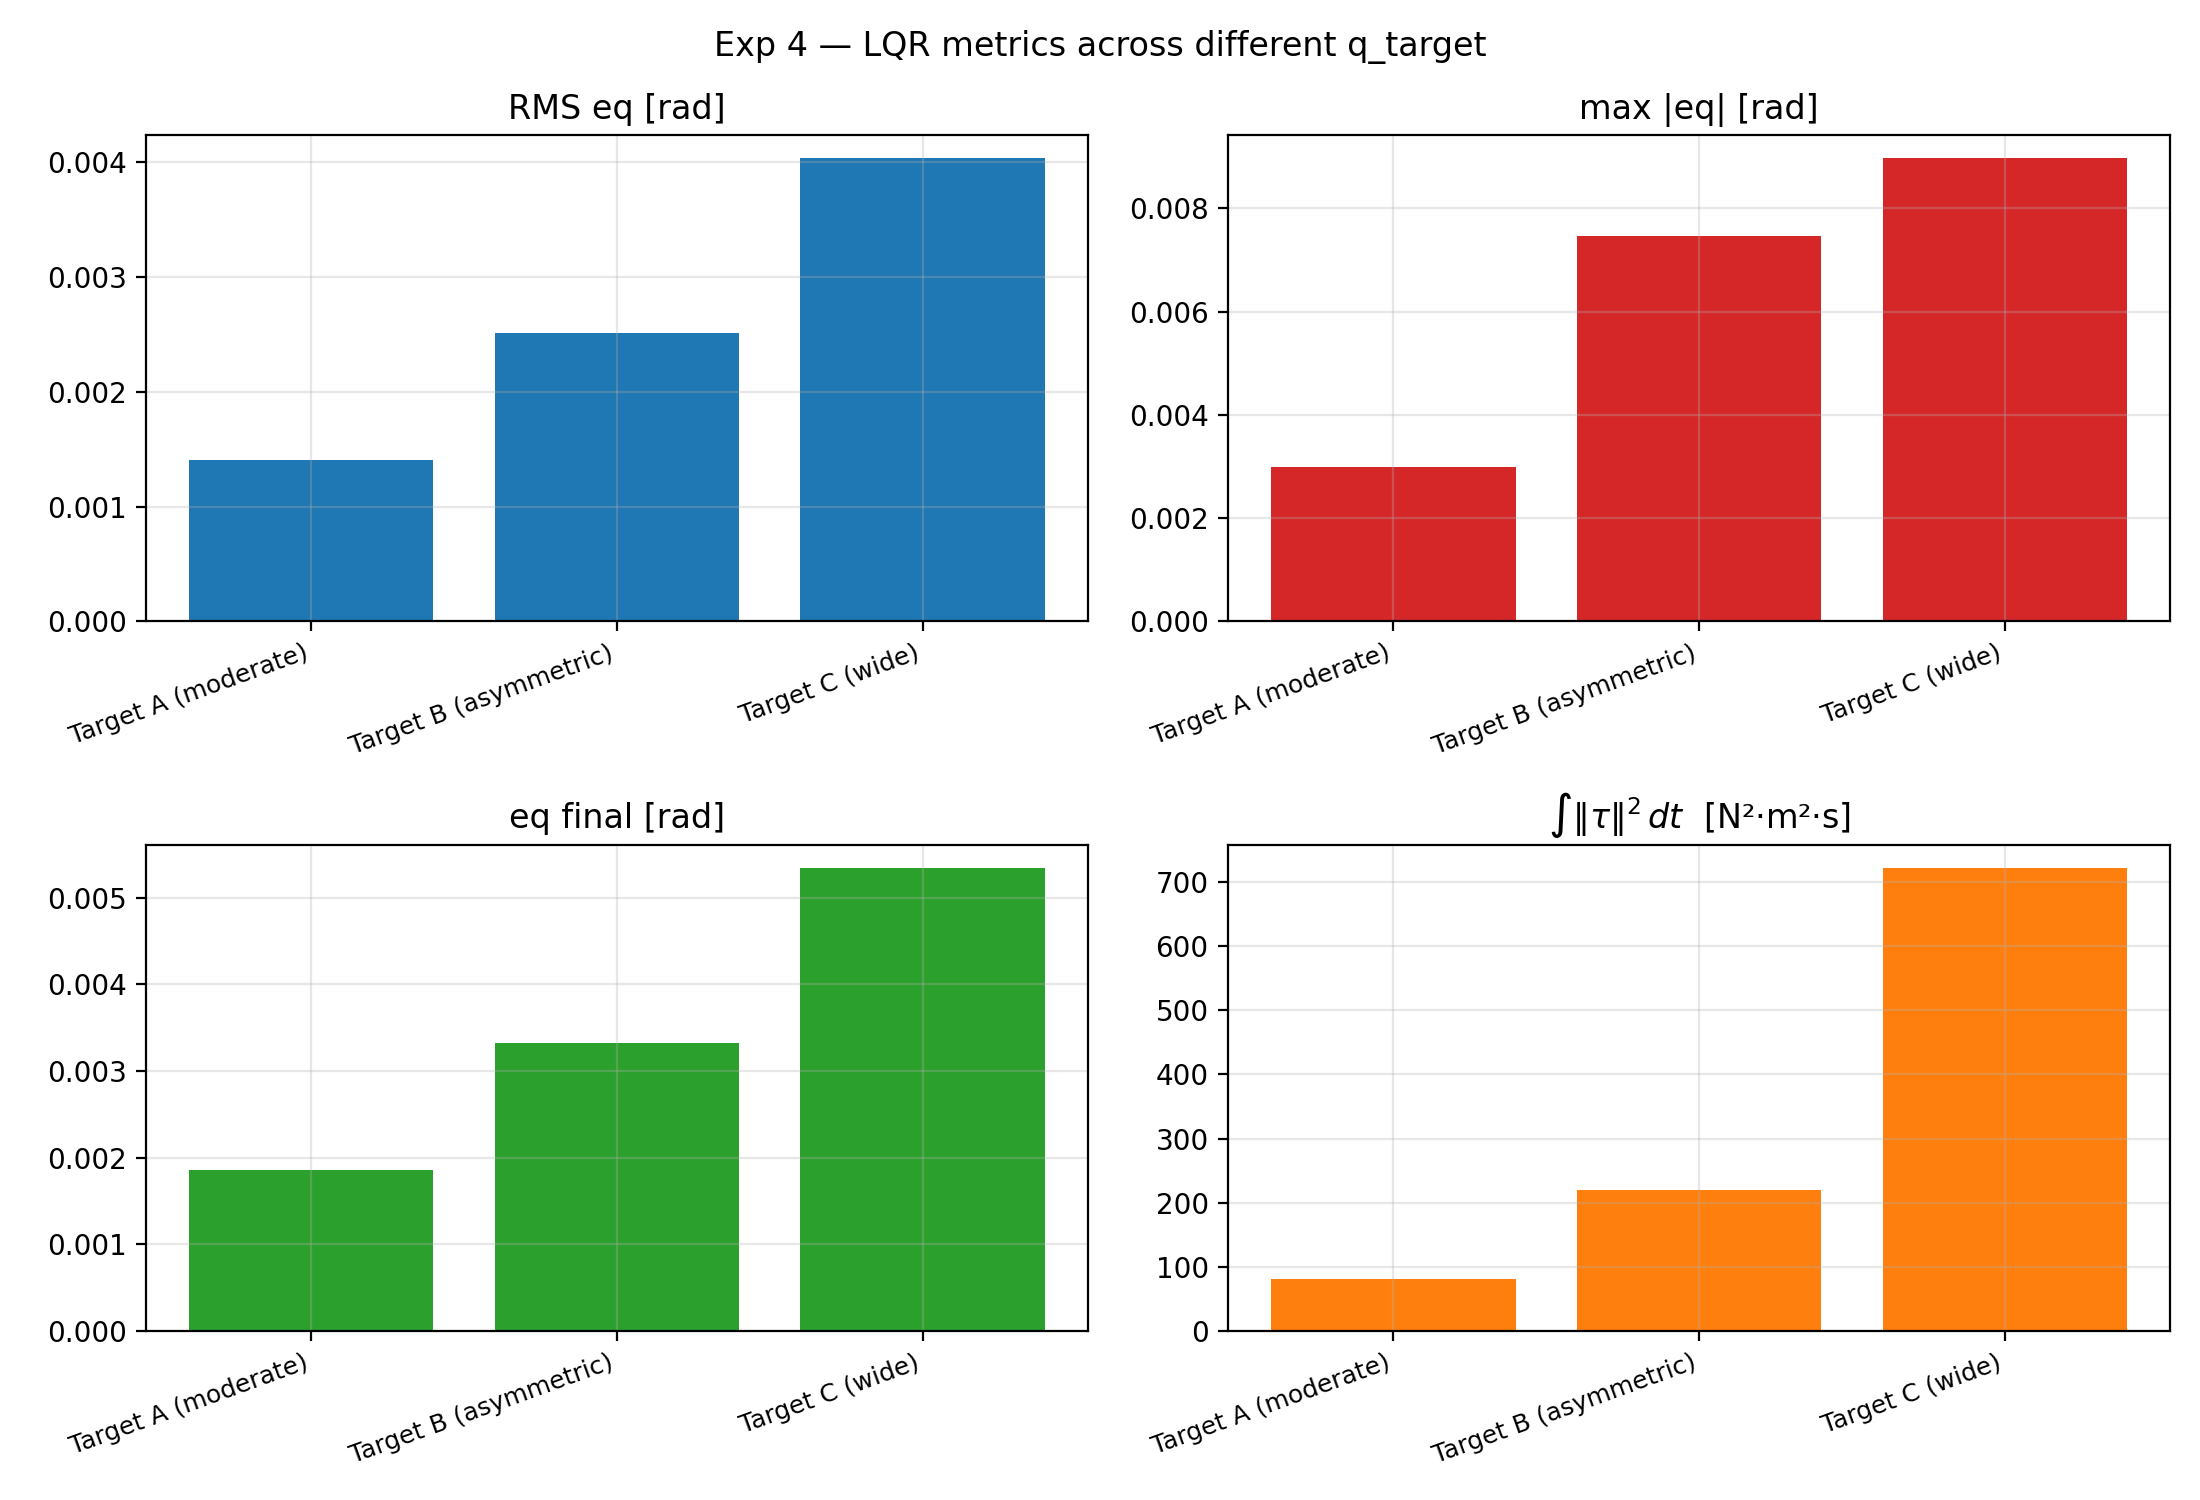 Exp 4 — LQR metrics across different q_target
RMS eq [rad]
0.004
0.003
0.002
0.001
0.000
Target A (moderate)
Target B (asymmetric)
Target C (wide)
max |eq| [rad]
0.008
0.006
0.004
0.002
0.000
Target A (moderate)
Target B (asymmetric)
Target C (wide)
eq final [rad]
0.005
0.004
0.003
0.002
0.001
0.000
Target A (moderate)
Target B (asymmetric)
Target C (wide)
∫‖τ‖² dt [N²·m²·s]
700
600
500
400
300
200
100
0
Target A (moderate)
Target B (asymmetric)
Target C (wide)